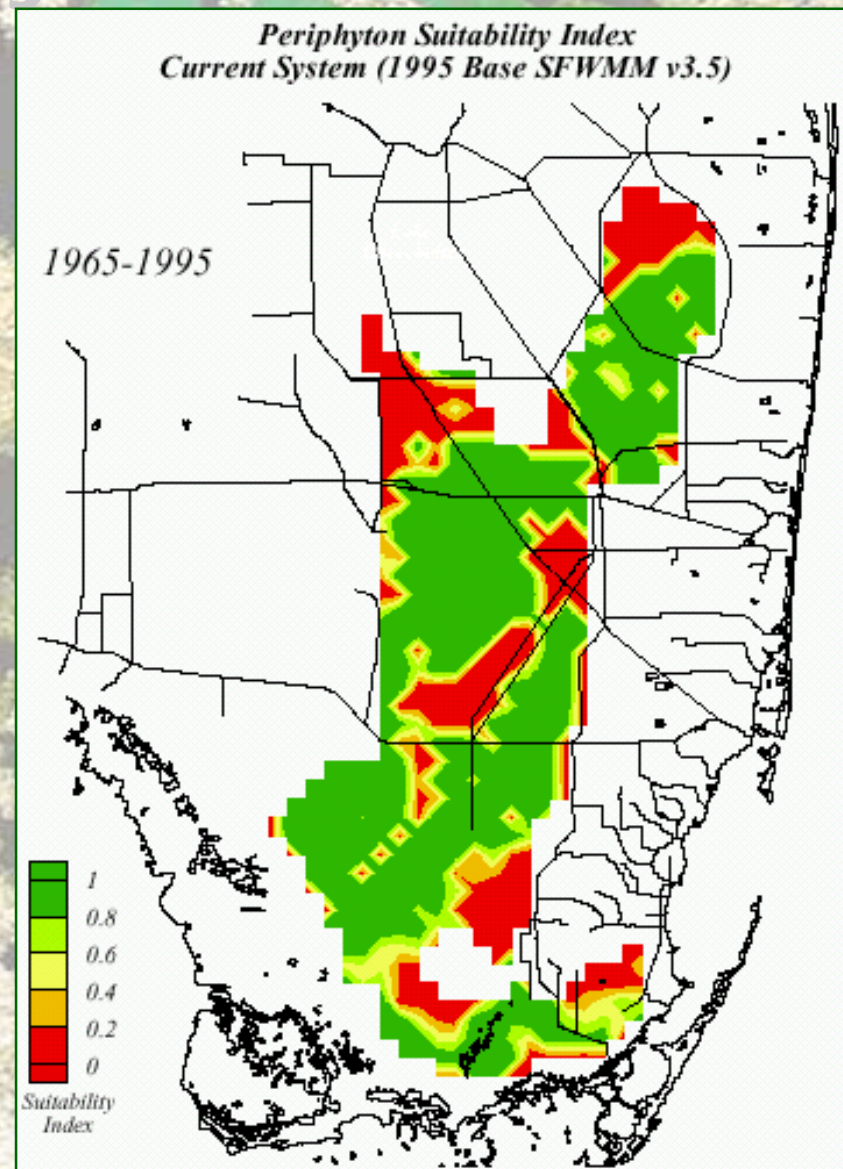 Periphyton Suitability Index
Current System (1995 Base SFWMM v3.5)
1965-1995
1
0.8
0.6
0.4
0.2
0
Suitability
Index